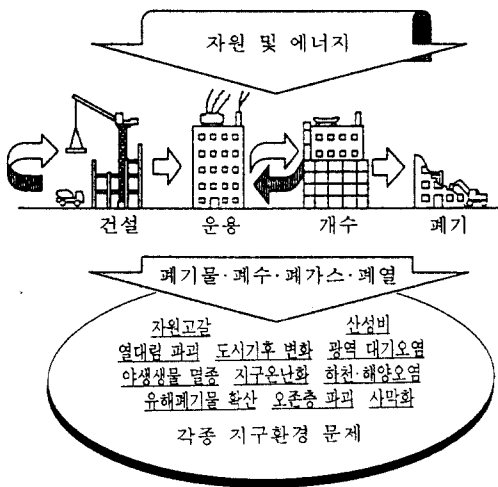 자원 및 에너지
건설 운용 개수 폐기
폐기물·폐수·폐가스·폐열
자원고갈 산성비
열대림 파괴 도시기후 변화 광역 대기오염
야생생물 멸종 지구온난화 하천·해양오염
유해폐기물 확산 오존층 파괴 사막화
각종 지구환경 문제